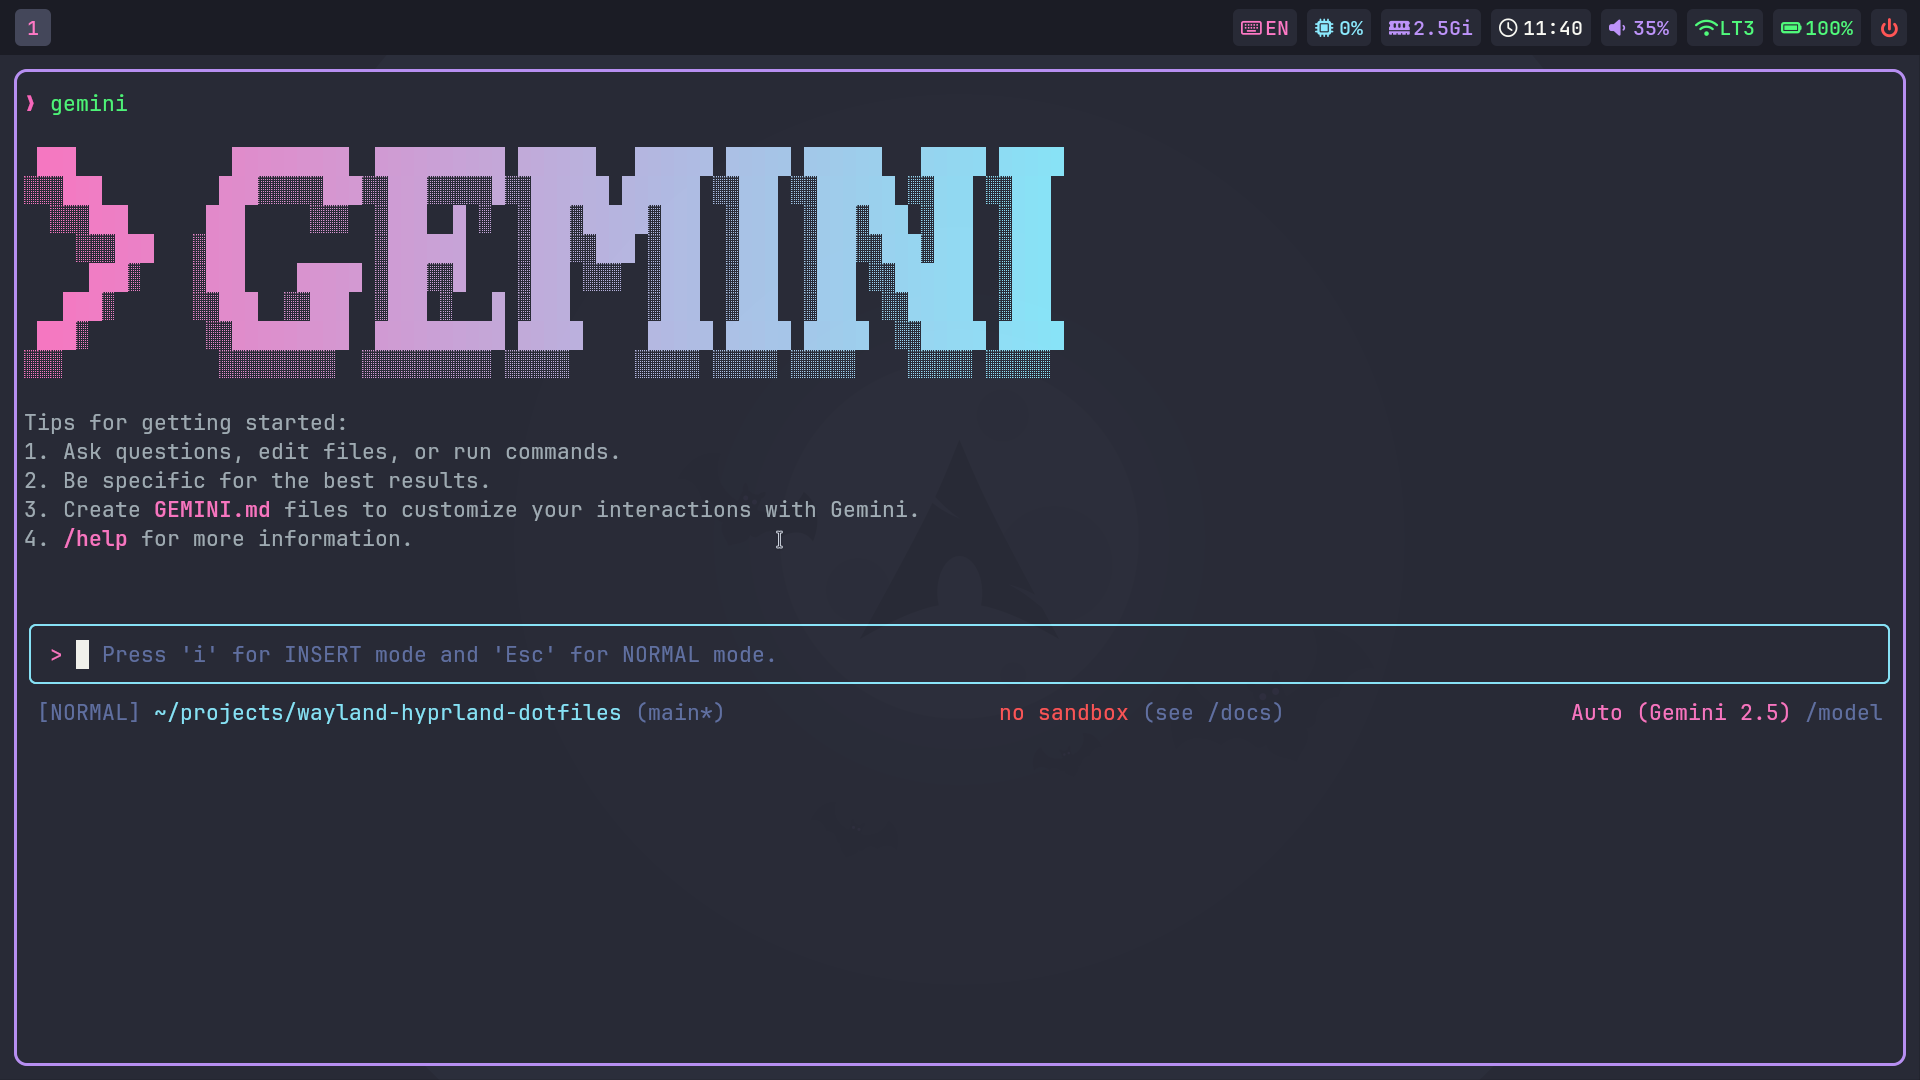 1
EN 0% 2.5Gi 11:40 35% LT3 100%
❱ gemini
> GEMINI
Tips for getting started:
1. Ask questions, edit files, or run commands.
2. Be specific for the best results.
3. Create GEMINI.md files to customize your interactions with Gemini.
4. /help for more information.
> Press 'i' for INSERT mode and 'Esc' for NORMAL mode.
[NORMAL] ~/projects/wayland-hyprland-dotfiles (main*) no sandbox (see /docs) Auto (Gemini 2.5) /model